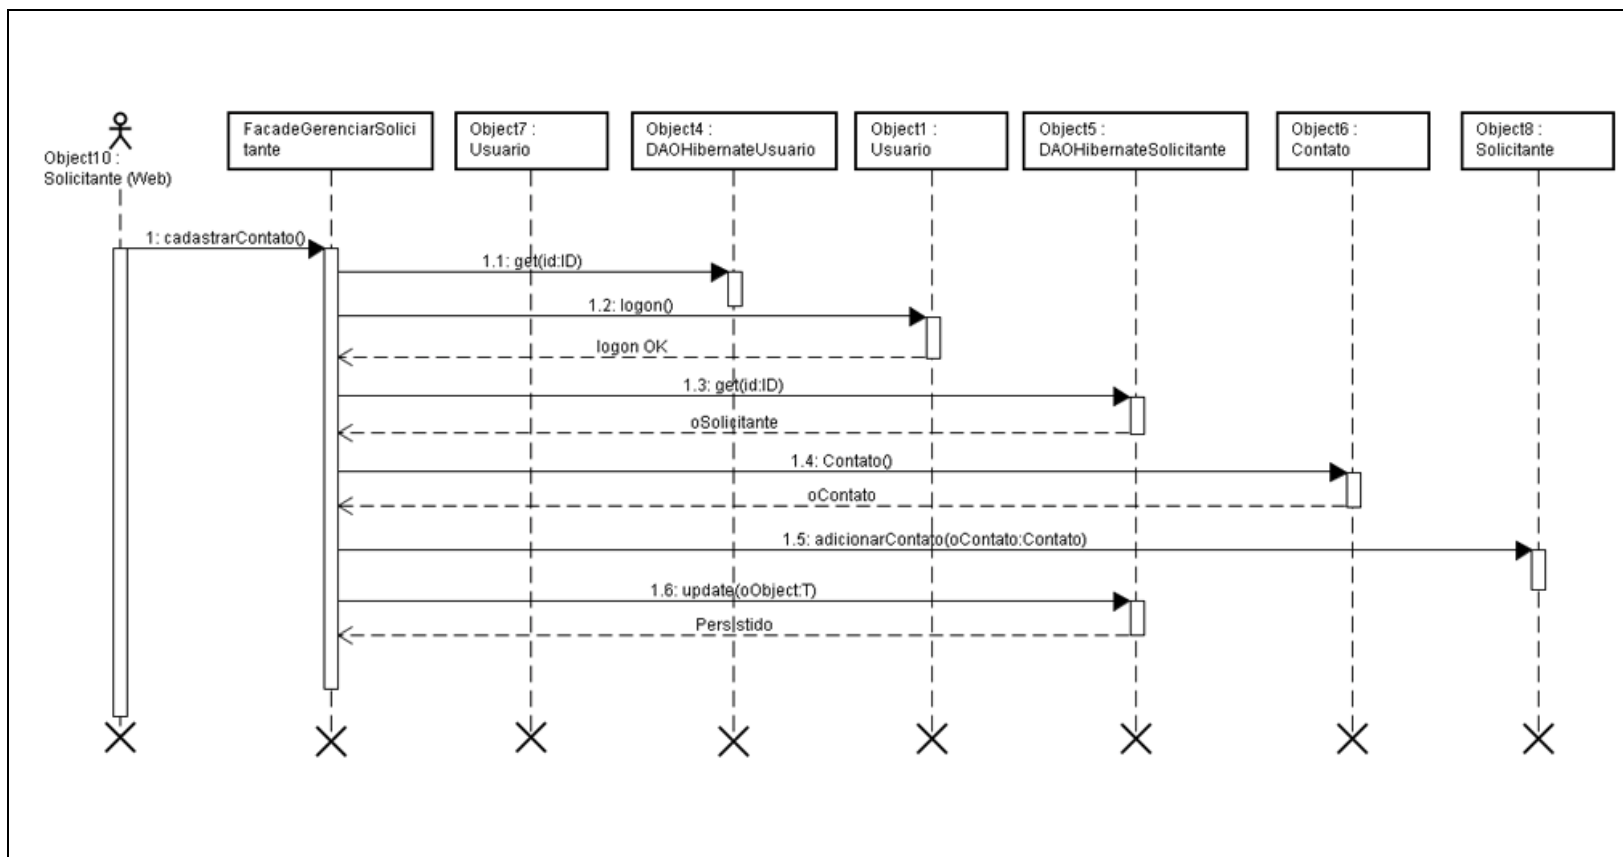 Object10 :
Solicitante (Web)
FacadeGerenciarSolici
tante
Object7 :
Usuario
Object4 :
DAOHibernateUsuario
Object1 :
Usuario
Object5 :
DAOHibernateSolicitante
Object6 :
Contato
Object8 :
Solicitante
1: cadastrarContato()
1.1: get(id:ID)
1.2: logon()
logon OK
1.3: get(id:ID)
oSolicitante
1.4: Contato()
oContato
1.5: adicionarContato(oContato:Contato)
1.6: update(oObject:T)
Persistido